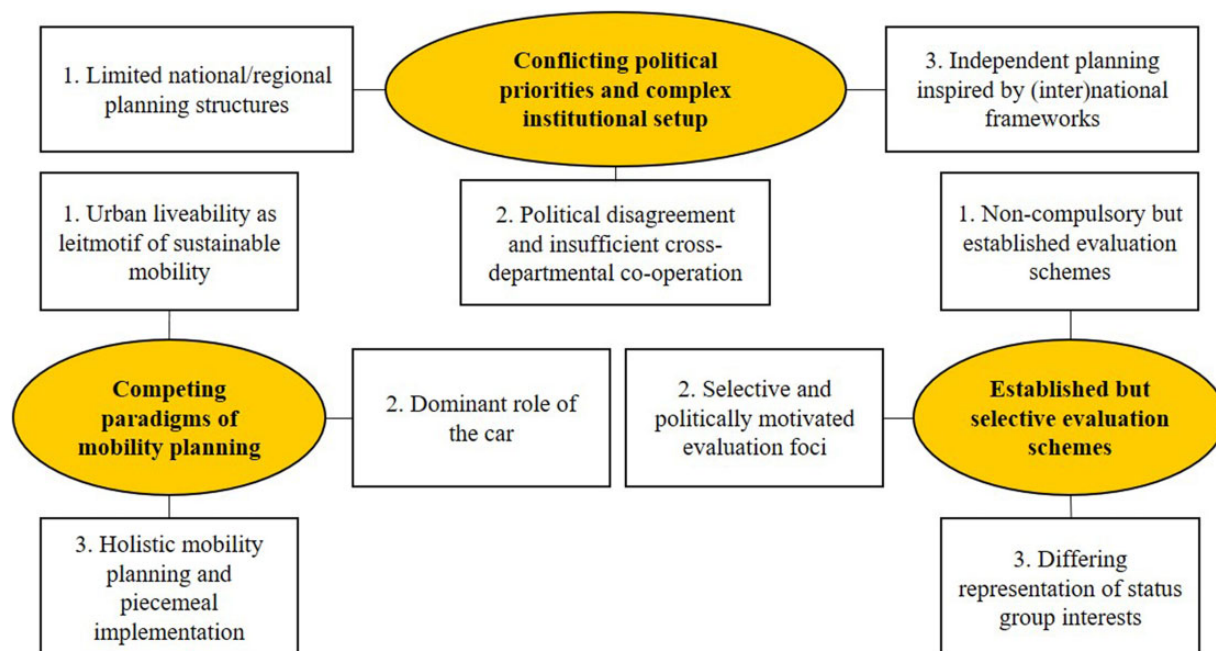 1. Limited national/regional
planning structures
Conflicting political
priorities and complex
institutional setup
3. Independent planning
inspired by (inter)national
frameworks
2. Political disagreement
and insufficient cross-
departmental co-operation
1. Urban liveability as
leitmotif of sustainable
mobility
Competing
paradigms of
mobility planning
2. Dominant role of
the car
3. Holistic mobility
planning and
piecemeal
implementation
1. Non-compulsory but
established evaluation
schemes
2. Selective and
politically motivated
evaluation foci
Established but
selective evaluation
schemes
3. Differing
representation of status
group interests